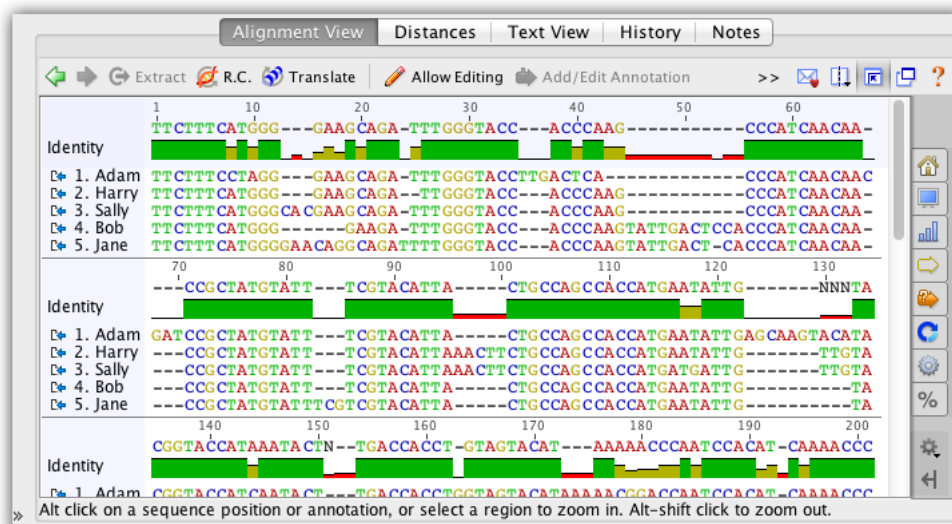 Alignment View Distances Text View History Notes
Extract R.C. Translate Allow Editing Add/Edit Annotation >> ?
1 10 20 30 40 50 60
TTCTTTCATGGG---GAAGCAGA-TTTGGGTACC---ACCCAAG-----------CCCATCAACAA-
Identity
1. Adam TTCTTTCCTAGG---GAAGCAGA-TTTGGGTACCTTGACTCA-------------CCCATCAACAAC
2. Harry TTCTTTCATGGG---GAAGCAGA--TTGGGTACC---ACCCAAG-----------CCCATCAACAA-
3. Sally TTCTTTCATGGGCACGAAGCAGA-TTTGGGTACC---ACCCAAG-----------CCCATCAACAA-
4. Bob TTCTTTCATGGG------GAAGA-TTTGGGTACC---ACCCAAGTATTGACTCCACCCATCAACAA-
5. Jane TTCTTTCATGGGGAACAGGCAGATTTTGGGTACC---ACCCAAGTATTGACT-CACCCATCAACAA-
70 80 90 100 110 120 130
---CCGCTATGTATT---TCGTACATTA-----CTGCCAGCCACCATGAATATTG-------NNNTA
Identity
1. Adam GATCCGCTATGTATT---TCGTACATTA-----CTGCCAGCCACCATGAATATTGAGCAAGTACATA
2. Harry ---CCGCTATGTATT---TCGTACATTAAACTTCTGCCAGCCACCATGAATATTG-------TTGTA
3. Sally ---CCGCTATGTATT---TCGTACATTAAACTTCTGCCAGCCACCATGATGATTG-------TTGTA
4. Bob ---CCGCTATGTATT---TCGTACATTA-----CTGCCAGCCACCATGAATATTG----------TA
5. Jane ---CCGCTATGTATTTCGTCGTACATTA-----CTGCCAGCCACCATGAATATTG----------TA
140 150 160 170 180 190 200
CGGTACCATAAATACTN--TGACCACCT-GTAGTACAT---AAAAACCCAATCCACAT-CAAAACCC
Identity
1. Adam CGGTACCATCAATACT---TGACCACCTGGTAGTACATAAAAACGGACCAATCCACAT-CAAAACCC
%
» Alt click on a sequence position or annotation, or select a region to zoom in. Alt-shift click to zoom out.